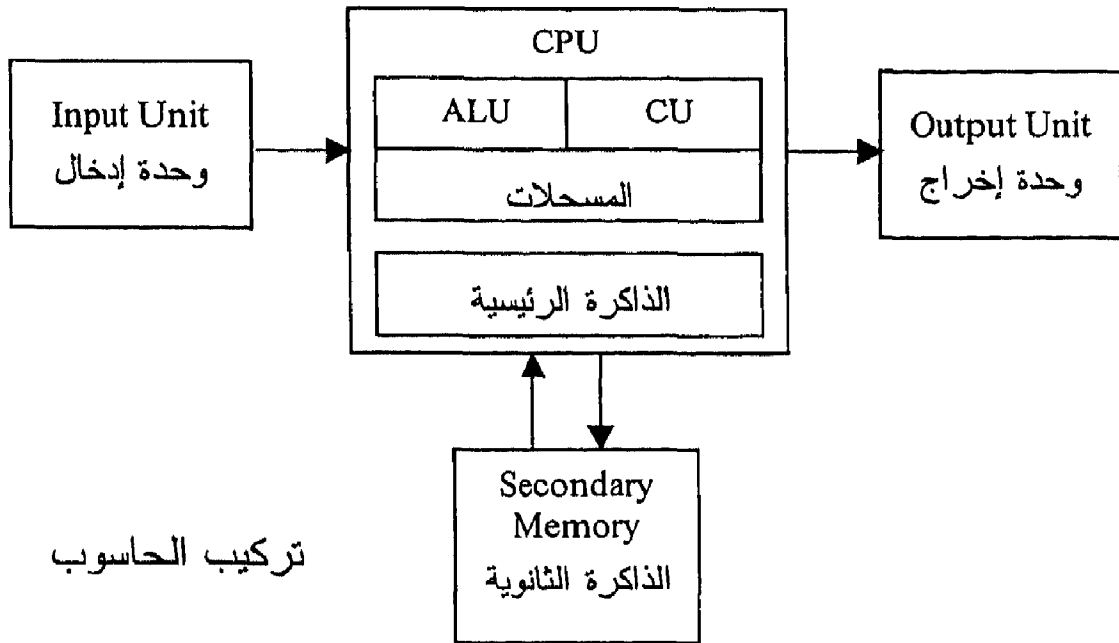 CPU
Input Unit
وحدة إدخال
ALU
CU
المسجلات
الذاكرة الرئيسية
Output Unit
وحدة إخراج
Secondary
Memory
الذاكرة الثانوية
تركيب الحاسوب